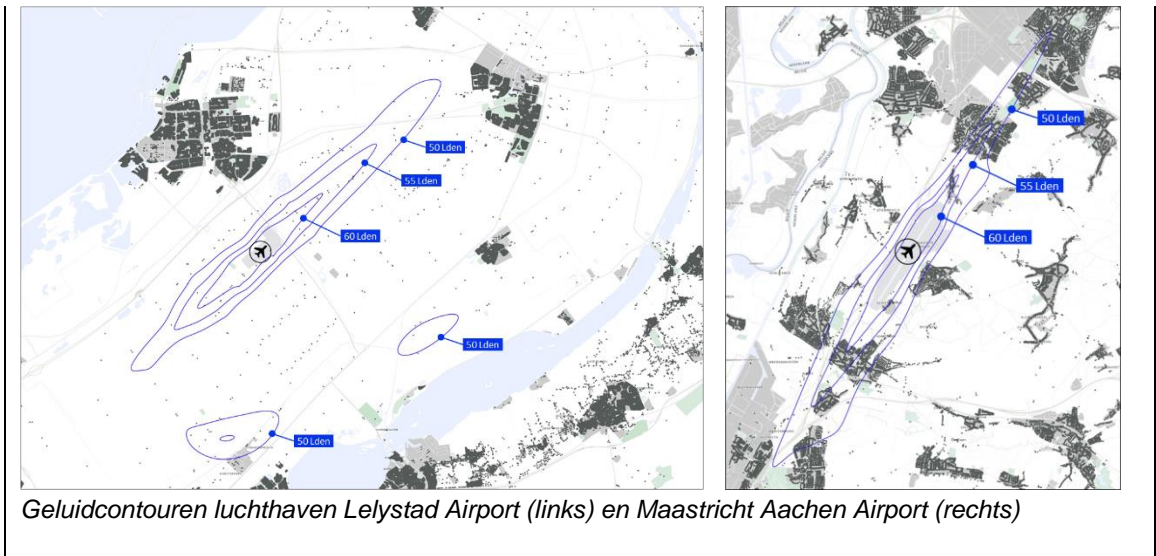 50 Lden
55 Lden
60 Lden
50 Lden
50 Lden
50 Lden
55 Lden
60 Lden
Geluidcontouren luchthaven Lelystad Airport (links) en Maastricht Aachen Airport (rechts)